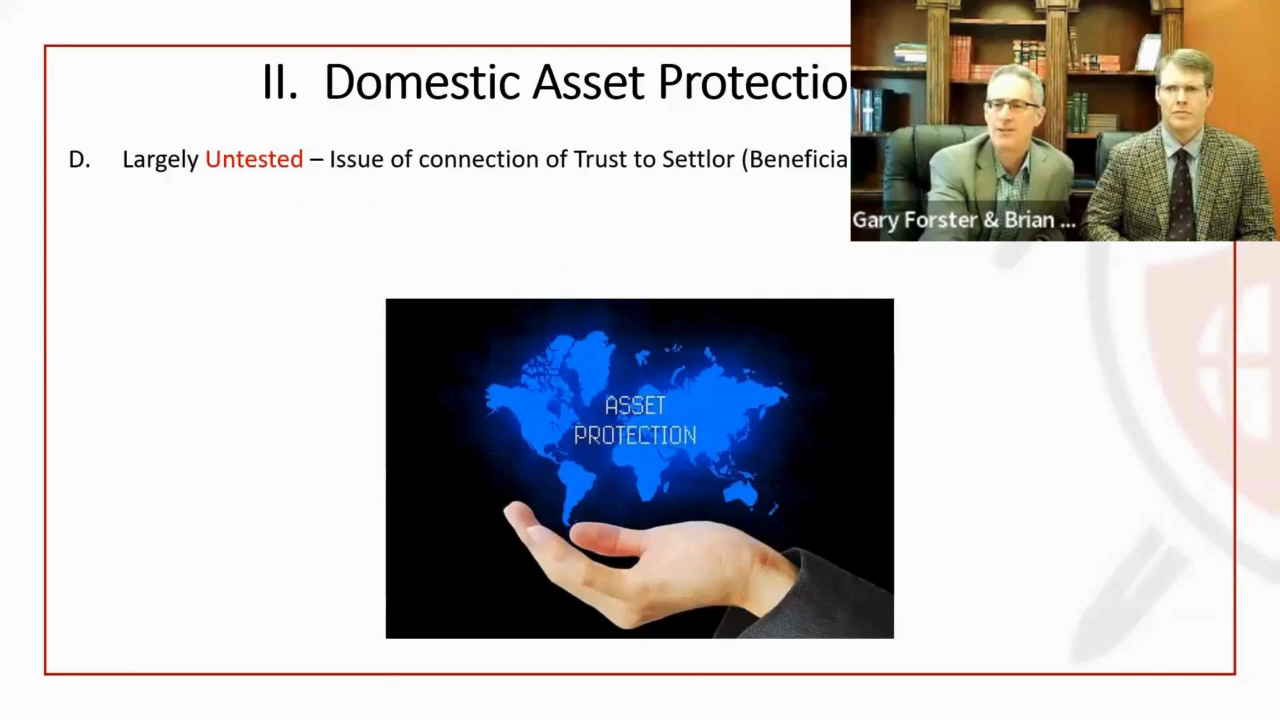 II. Domestic Asset Protectio
D. Largely Untested – Issue of connection of Trust to Settlor (Beneficia
Gary Forster & Brian ...
ASSET
PROTECTION